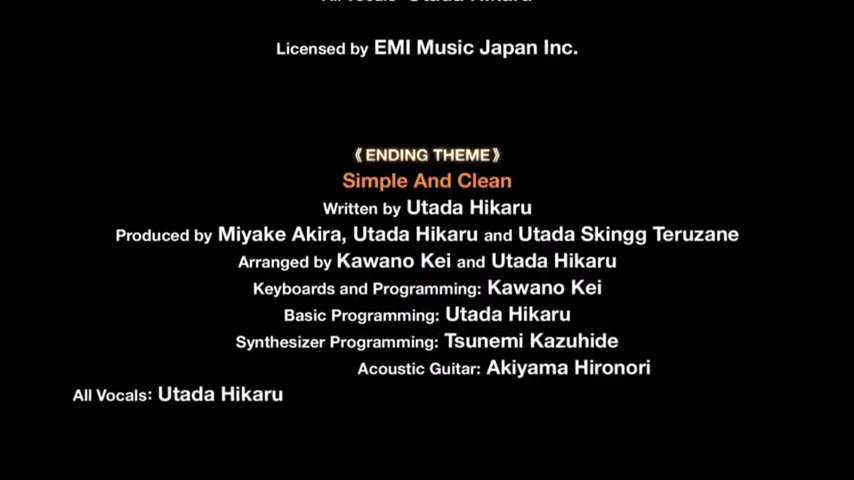 Licensed by EMI Music Japan Inc.
《ENDING THEME》
Simple And Clean
Written by Utada Hikaru
Produced by Miyake Akira, Utada Hikaru and Utada Skingg Teruzane
Arranged by Kawano Kei and Utada Hikaru
Keyboards and Programming: Kawano Kei
Basic Programming: Utada Hikaru
Synthesizer Programming: Tsunemi Kazuhide
Acoustic Guitar: Akiyama Hironori
All Vocals: Utada Hikaru